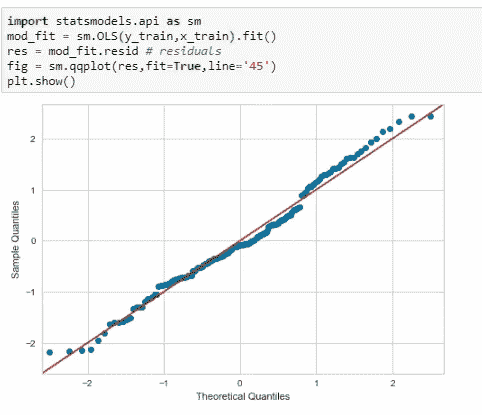 import statsmodels.api as sm
mod_fit = sm.OLS(y_train,x_train).fit()
res = mod_fit.resid # residuals
fig = sm.qqplot(res,fit=True,line='45')
plt.show()
2
1
0
−1
−2
Sample Quantiles
−2 −1 0 1 2
Theoretical Quantiles